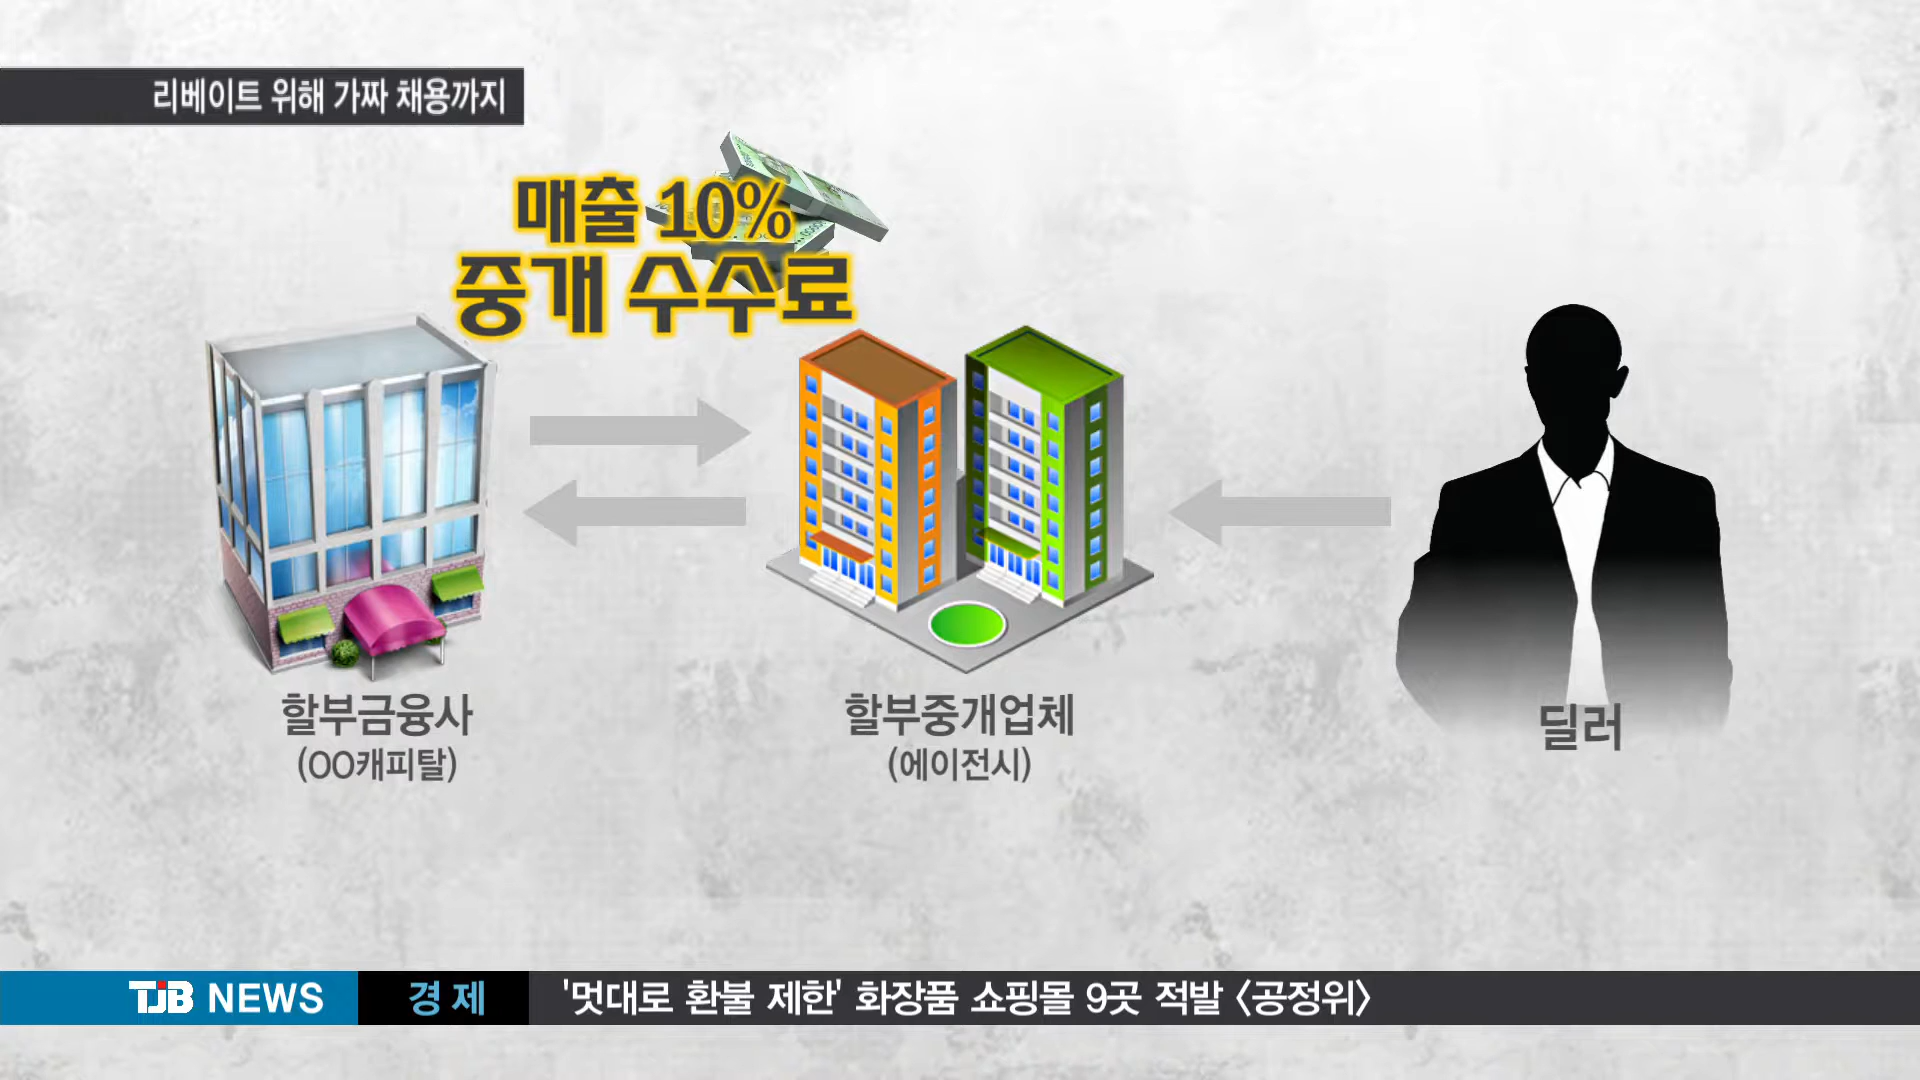 리베이트 위해 가짜 채용까지
매출 10%
중개 수수료
할부금융사
(OO캐피탈)
할부중개업체
(에이전시)
딜러
TJB NEWS
경제
'멋대로 환불 제한' 화장품 쇼핑몰 9곳 적발 <공정위>